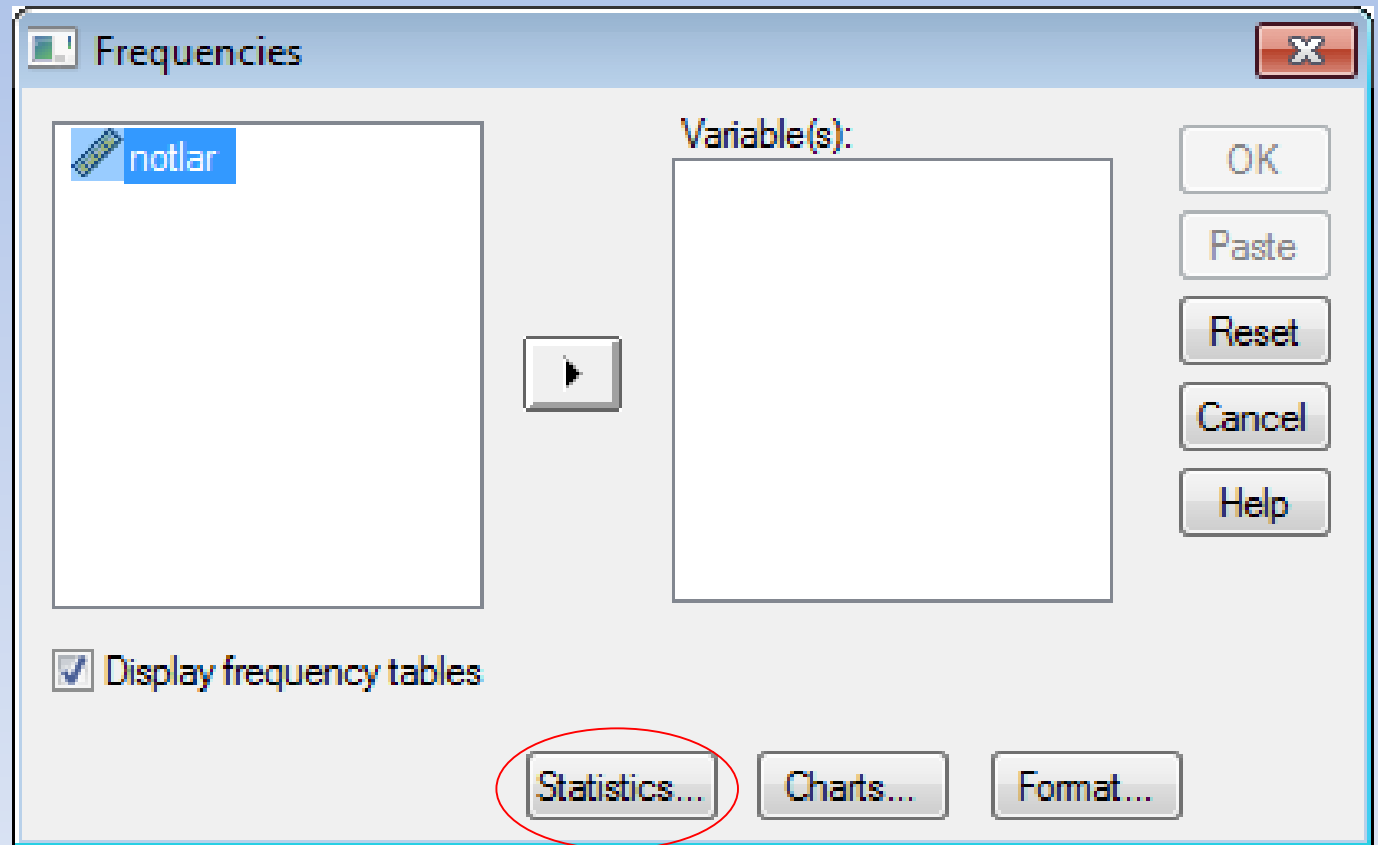 Frequencies
notlar
Variable(s):
OK
Paste
Reset
Cancel
Help
Display frequency tables
Statistics...
Charts...
Format...